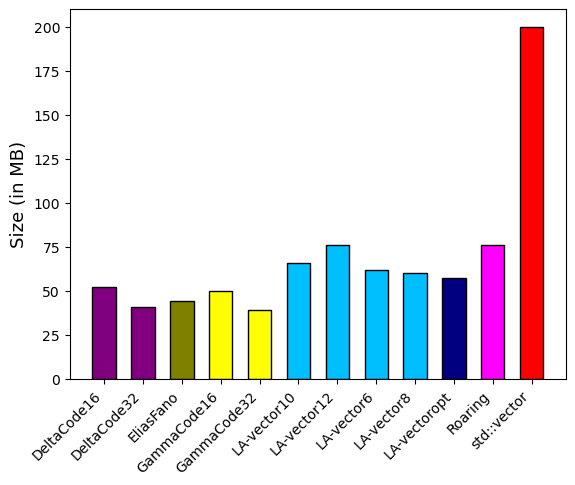 Size (in MB)
200
175
150
125
100
75
50
25
0
DeltaCode16
DeltaCode32
EliasFano
GammaCode16
GammaCode32
LA-vector10
LA-vector12
LA-vector6
LA-vector8
LA-vectoropt
Roaring
std::vector